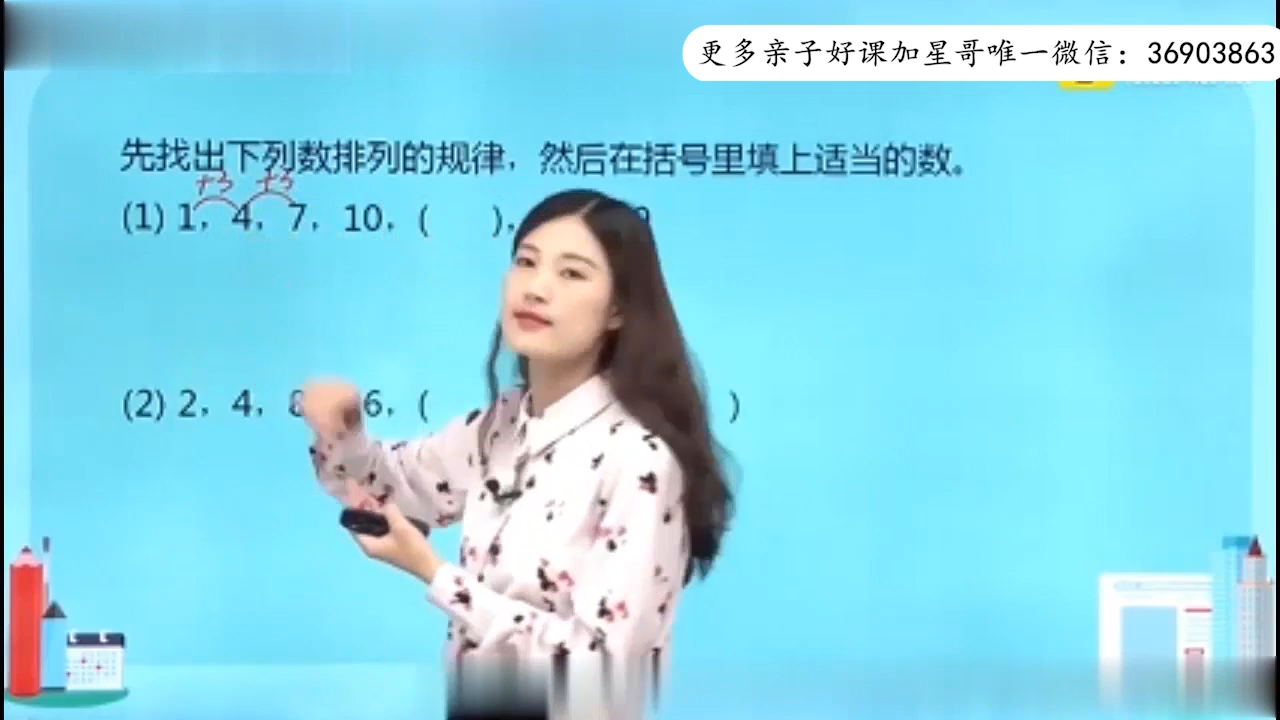 更多亲子好课加星哥唯一微信：36903863
先找出下列数排列的规律，然后在括号里填上适当的数。
+3 +3
(1) 1，4，7，10，( )，
(2) 2，4，8 6，( )